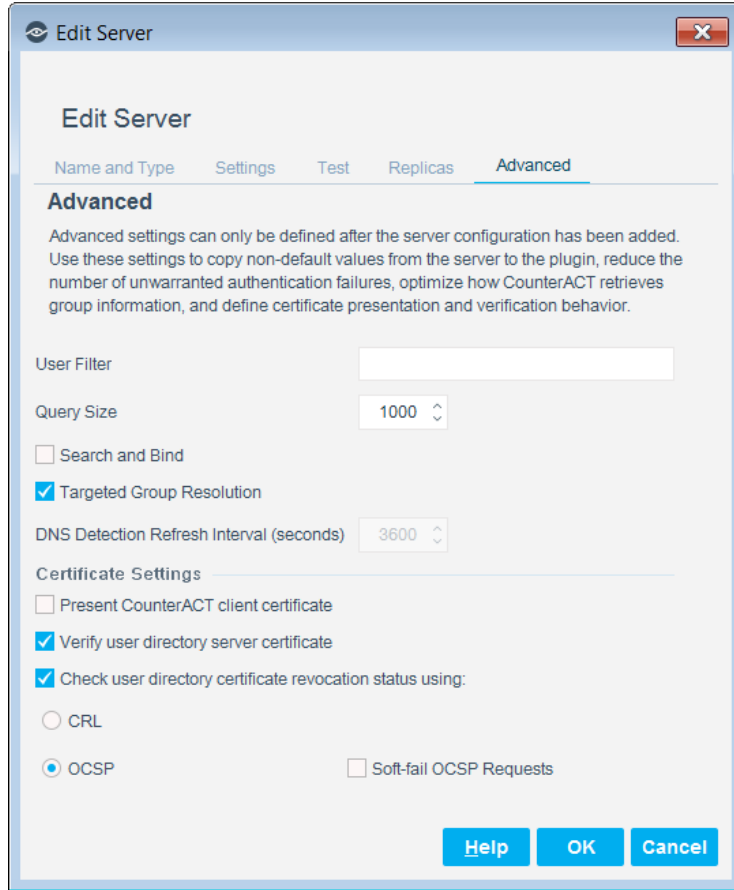 Edit Server
Edit Server
Name and Type Settings Test Replicas Advanced
Advanced
Advanced settings can only be defined after the server configuration has been added.
Use these settings to copy non-default values from the server to the plugin, reduce the
number of unwarranted authentication failures, optimize how CounterACT retrieves
group information, and define certificate presentation and verification behavior.
User Filter
Query Size 1000
Search and Bind
Targeted Group Resolution
DNS Detection Refresh Interval (seconds) 3600
Certificate Settings
Present CounterACT client certificate
Verify user directory server certificate
Check user directory certificate revocation status using:
CRL
OCSP Soft-fail OCSP Requests
Help OK Cancel